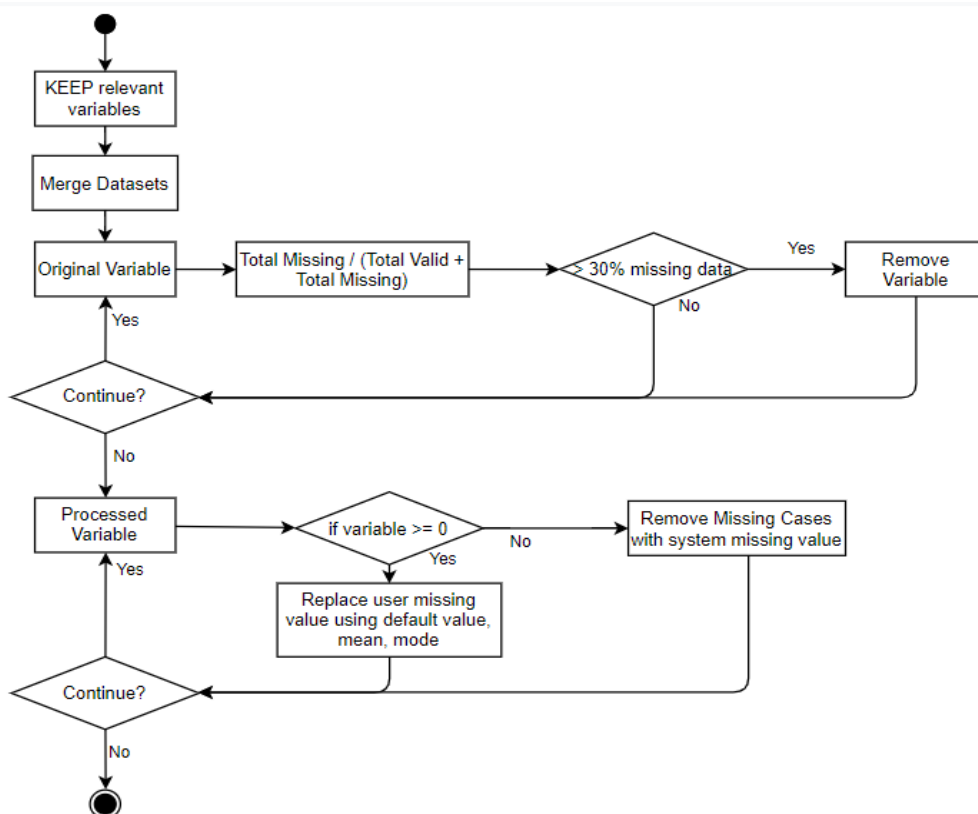 KEEP relevant
variables
Merge Datasets
Original Variable
Total Missing / (Total Valid +
Total Missing)
> 30% missing data
Yes
Remove
Variable
No
Yes
Continue?
No
Processed
Variable
if variable >= 0
No
Remove Missing Cases
with system missing value
Yes
Yes
Replace user missing
value using default value,
mean, mode
Continue?
No